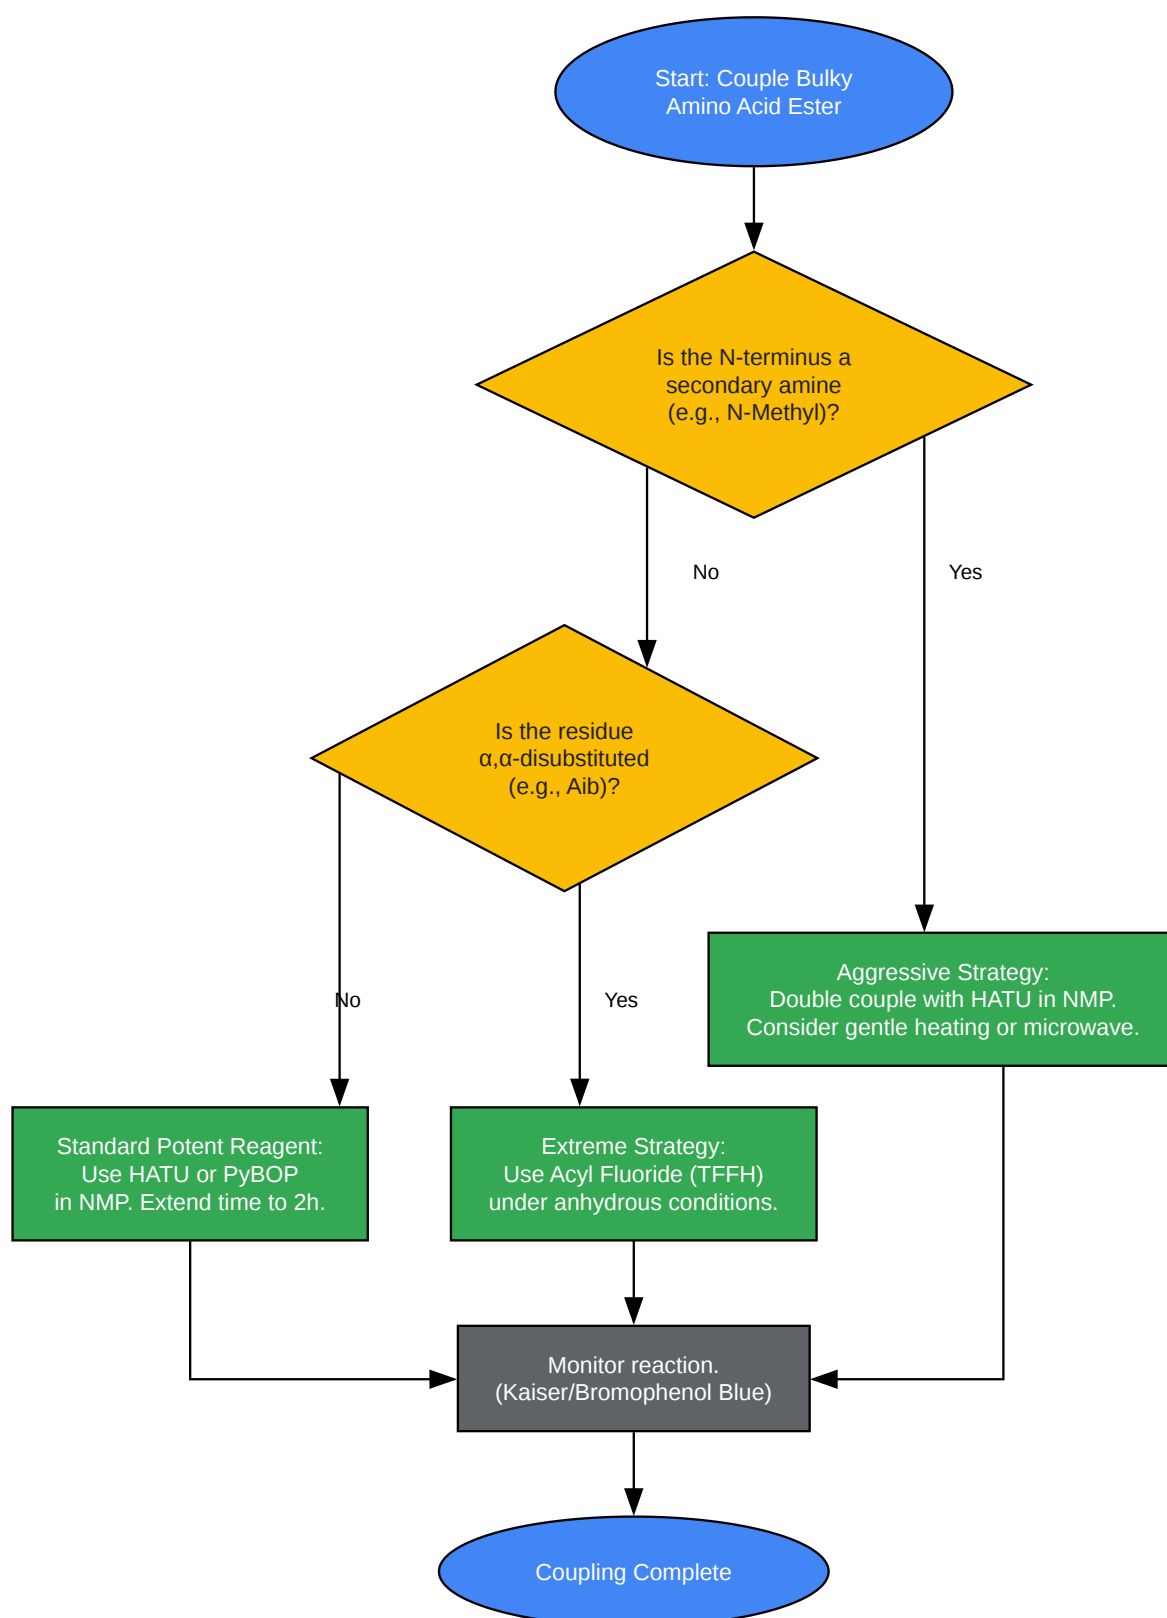 Start: Couple Bulky
Amino Acid Ester
Is the N-terminus a
secondary amine
(e.g., N-Methyl)?
No
Yes
Is the residue
α,α-disubstituted
(e.g., Aib)?
No
Yes
Aggressive Strategy:
Double couple with HATU in NMP.
Consider gentle heating or microwave.
Standard Potent Reagent:
Use HATU or PyBOP
in NMP. Extend time to 2h.
Extreme Strategy:
Use Acyl Fluoride (TFFH)
under anhydrous conditions.
Monitor reaction.
(Kaiser/Bromophenol Blue)
Coupling Complete